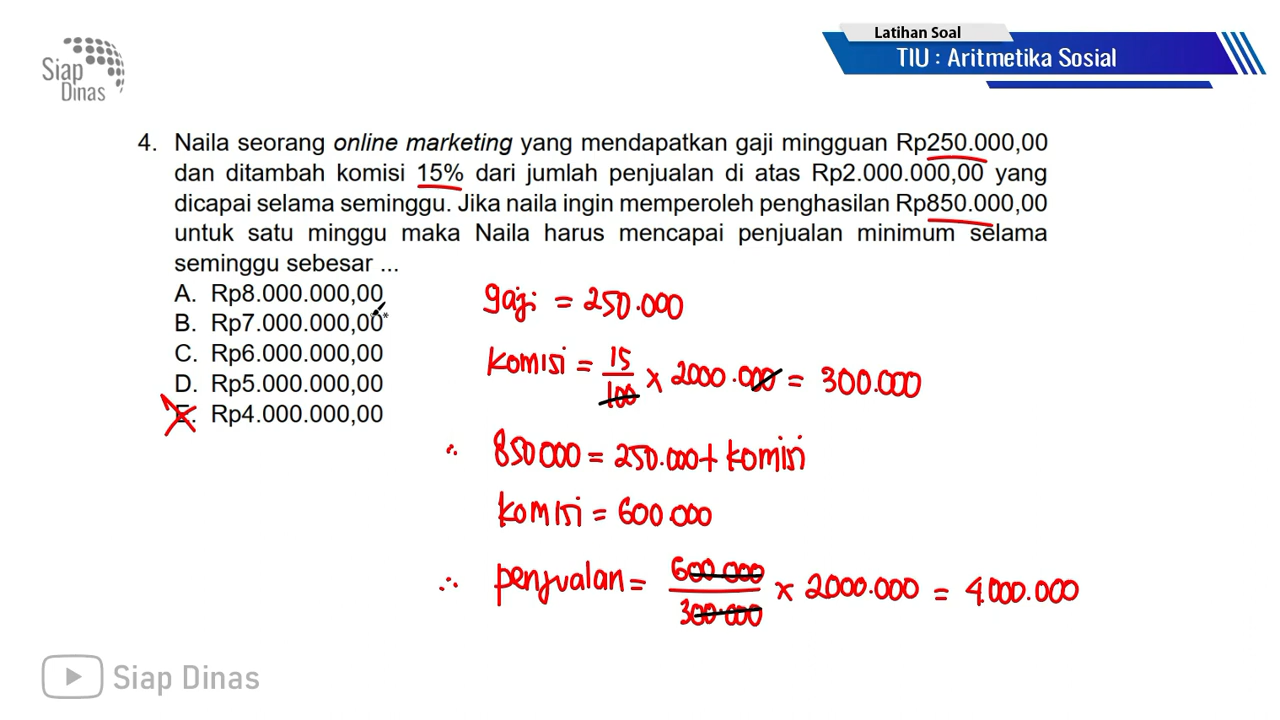 Siap
Dinas
Latihan Soal
TIU : Aritmetika Sosial
4. Naila seorang online marketing yang mendapatkan gaji mingguan Rp250.000,00
dan ditambah komisi 15% dari jumlah penjualan di atas Rp2.000.000,00 yang
dicapai selama seminggu. Jika naila ingin memperoleh penghasilan Rp850.000,00
untuk satu minggu maka Naila harus mencapai penjualan minimum selama
seminggu sebesar ...
A. Rp8.000.000,00
B. Rp7.000.000,00
C. Rp6.000.000,00
D. Rp5.000.000,00
E. Rp4.000.000,00
gaji = 250.000
komisi = 15/100 x 2000.000 = 300.000
∴ 850000 = 250.000 + komisi
komisi = 600.000
∴ penjualan = 600.000/300.000 x 2000.000 = 4.000.000
Siap Dinas